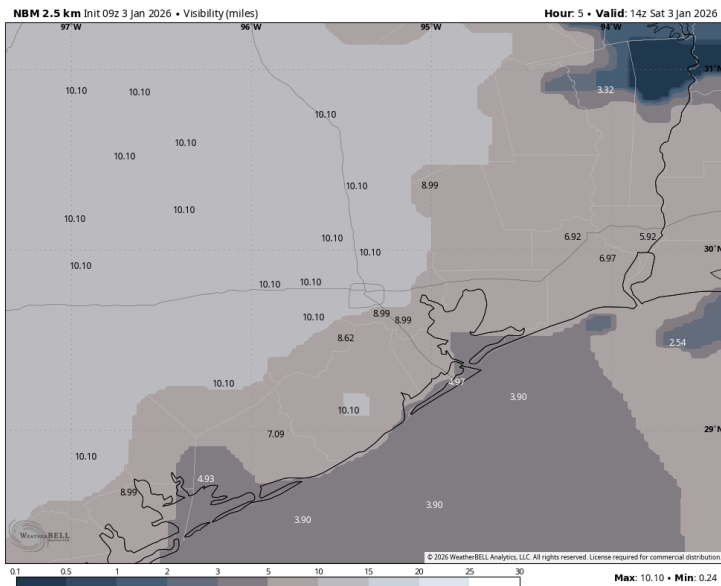 NBM 2.5 km Init 09z 3 Jan 2026 • Visibility (miles)
Hour: 5 • Valid: 14z Sat 3 Jan 2026
97°W 96°W 95°W 94°W
31°N
10.10 10.10 3.32
10.10
10.10
10.10
10.10 8.99
10.10 10.10
10.10 10.10 6.92 5.92
30°N
10.10 6.97
10.10 10.10
10.10 8.99 8.99
8.62 2.54
10.10 4.97
3.90
10.10
29°N
7.09
10.10
4.93
8.99
3.90 3.90
WEATHERBELL
© 2026 WeatherBELL Analytics, LLC. All rights reserved. License required for commercial distribution.
0.1 0.5 1 2 3 5 10 15 20 25 30
Max: 10.10 • Min: 0.24